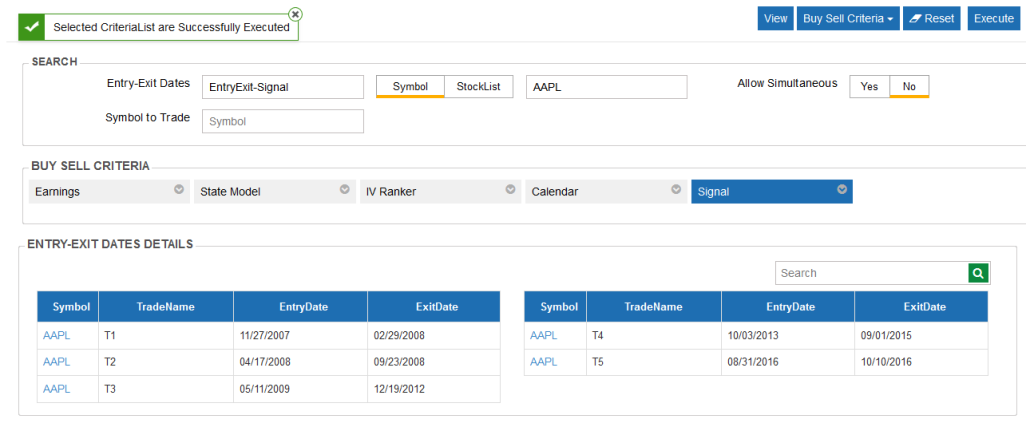 Selected CriteriaList are Successfully Executed
View Buy Sell Criteria Reset Execute
SEARCH
Entry-Exit Dates EntryExit-Signal Symbol StockList AAPL Allow Simultaneous Yes No
Symbol to Trade Symbol
BUY SELL CRITERIA
Earnings State Model IV Ranker Calendar Signal
ENTRY-EXIT DATES DETAILS
Search
Symbol TradeName EntryDate ExitDate
AAPL T1 11/27/2007 02/29/2008
AAPL T2 04/17/2008 09/23/2008
AAPL T3 05/11/2009 12/19/2012
Symbol TradeName EntryDate ExitDate
AAPL T4 10/03/2013 09/01/2015
AAPL T5 08/31/2016 10/10/2016